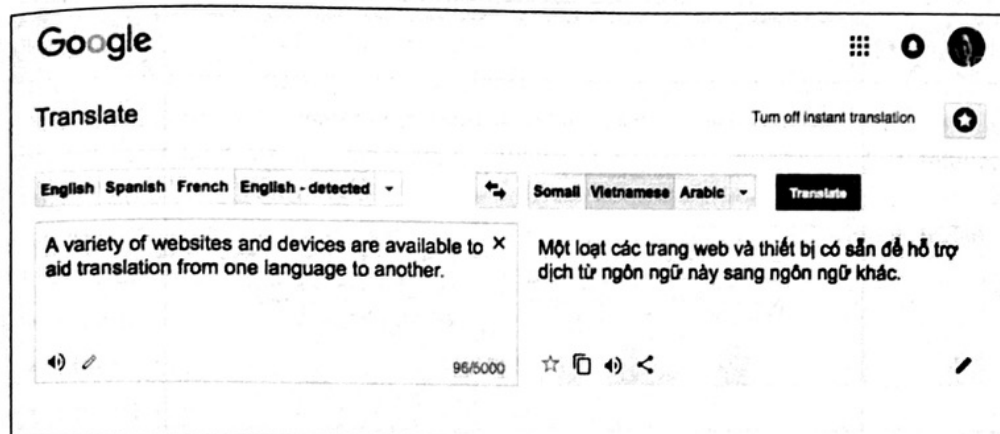 Google
Translate
Turn off instant translation
English Spanish French English - detected
Somali Vietnamese Arabic
Translate
A variety of websites and devices are available to
aid translation from one language to another.
96/5000
Một loạt các trang web và thiết bị có sẵn để hỗ trợ
dịch từ ngôn ngữ này sang ngôn ngữ khác.